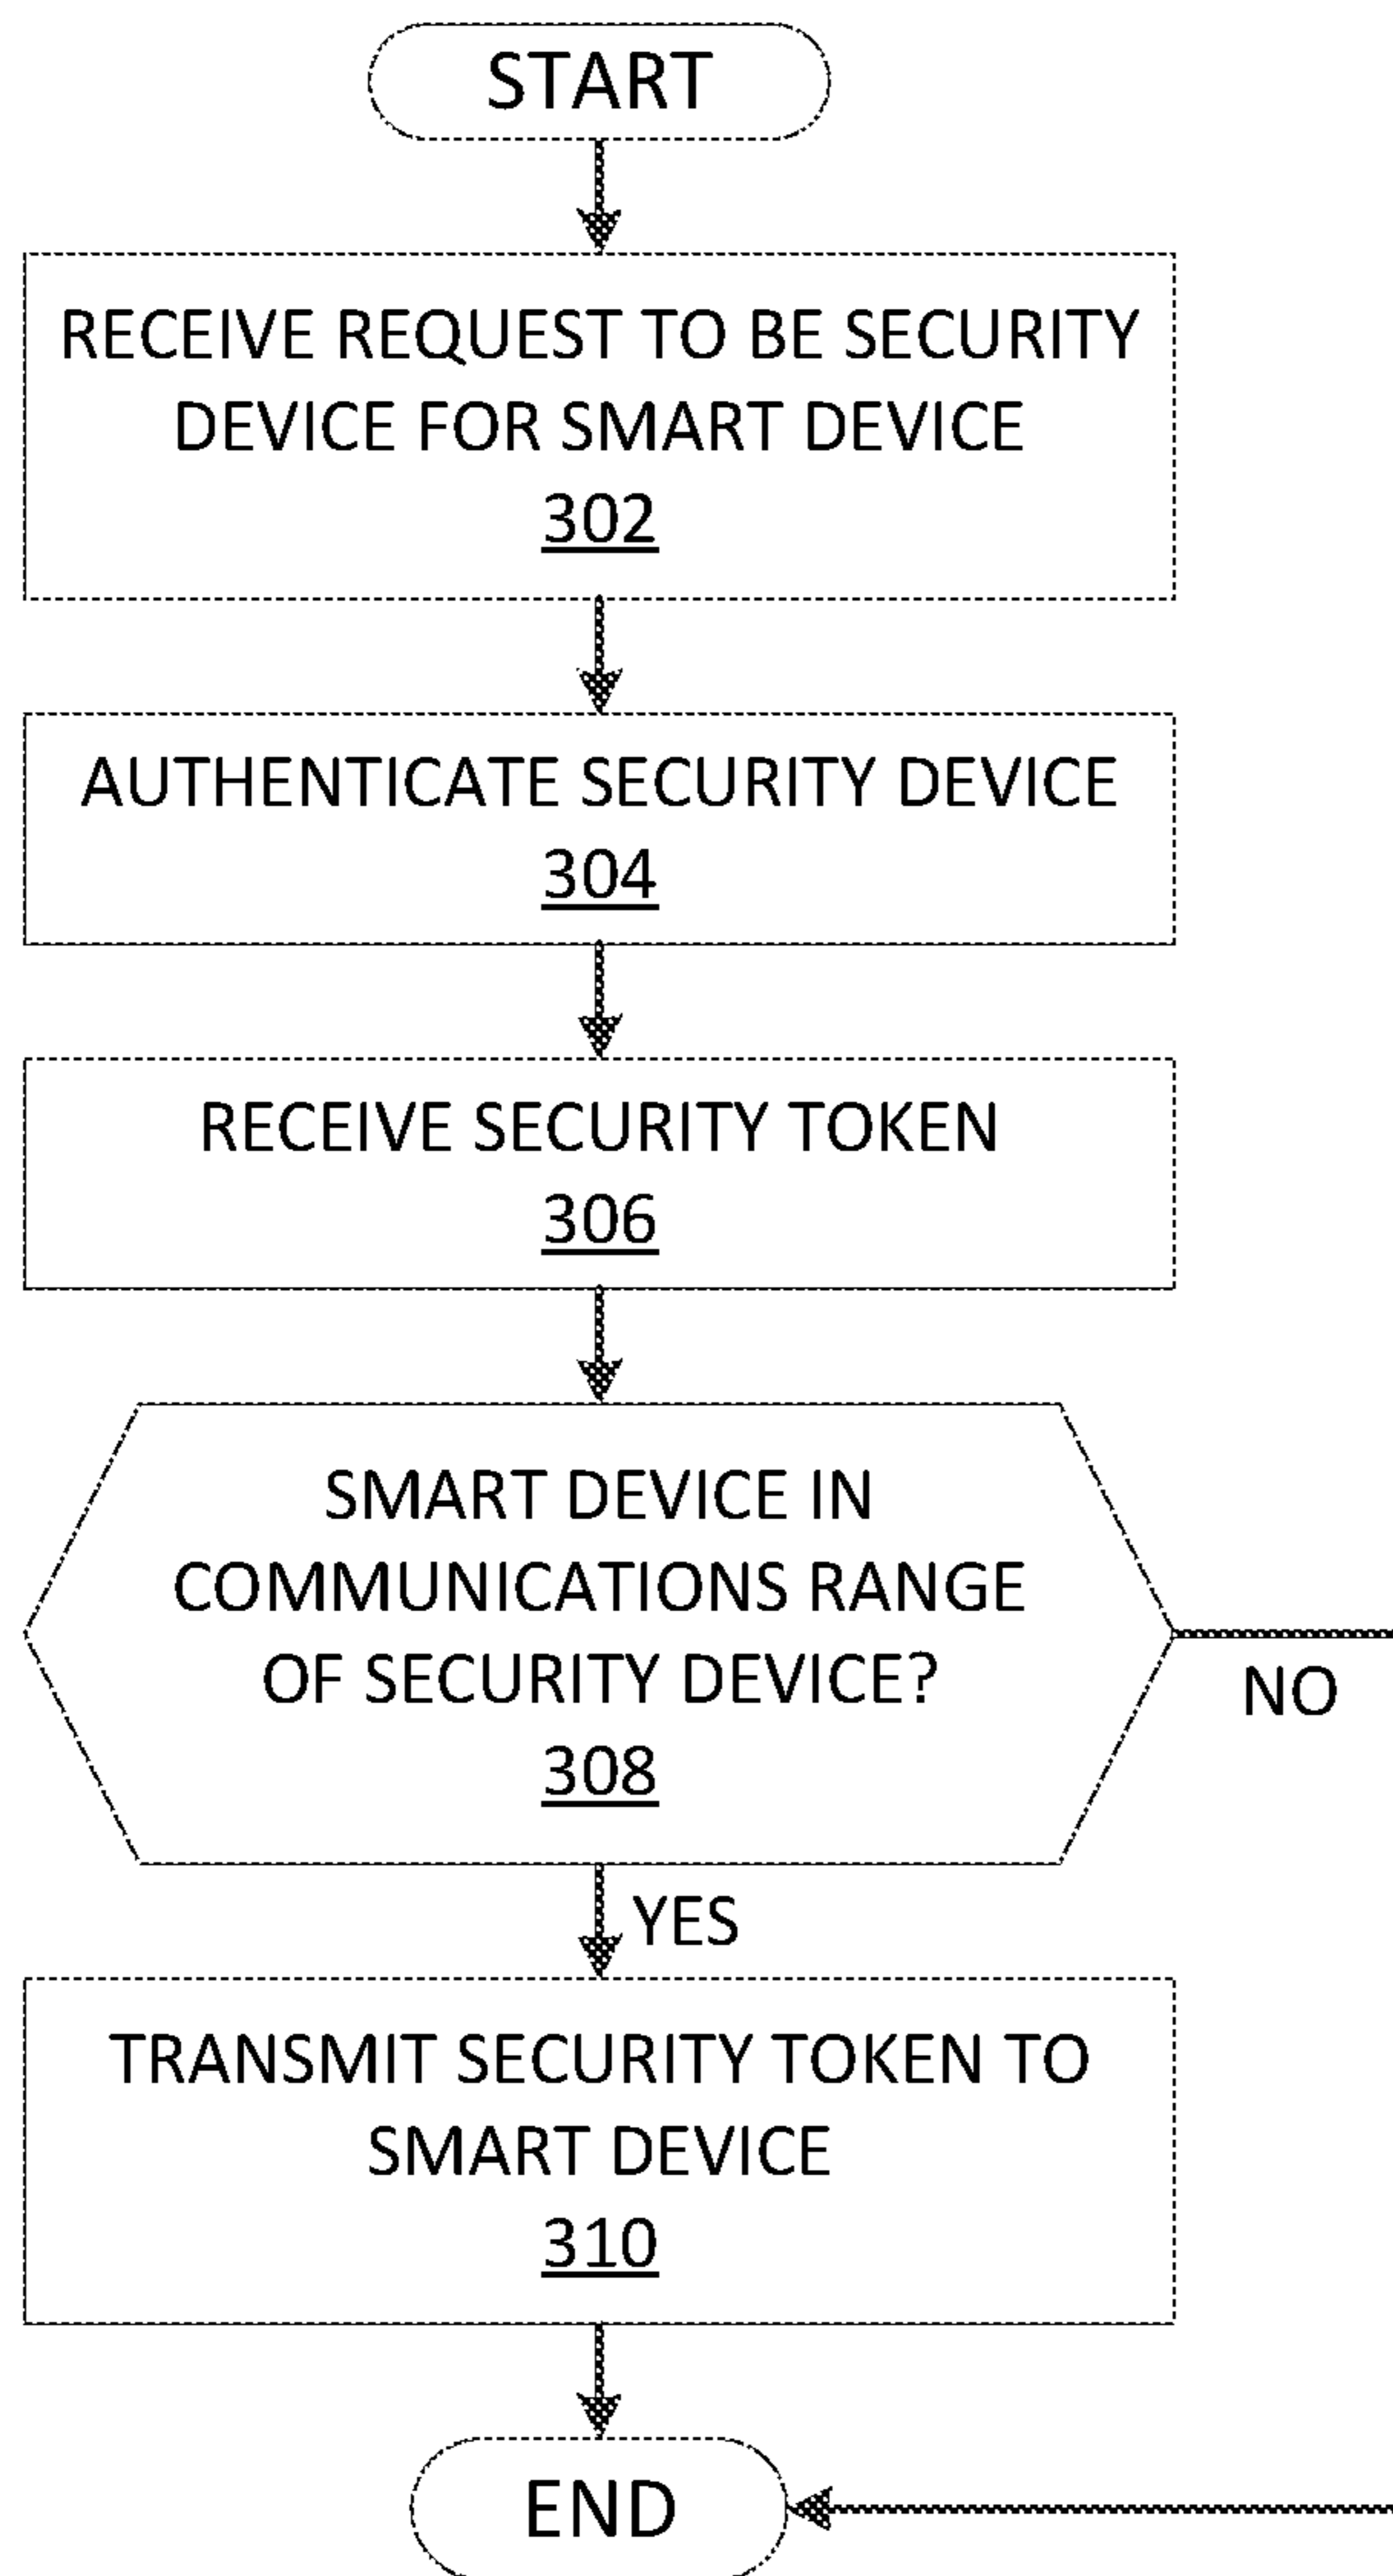 START
RECEIVE REQUEST TO BE SECURITY
DEVICE FOR SMART DEVICE
302
AUTHENTICATE SECURITY DEVICE
304
RECEIVE SECURITY TOKEN
306
SMART DEVICE IN
COMMUNICATIONS RANGE
OF SECURITY DEVICE?
308
NO
YES
TRANSMIT SECURITY TOKEN TO
SMART DEVICE
310
END